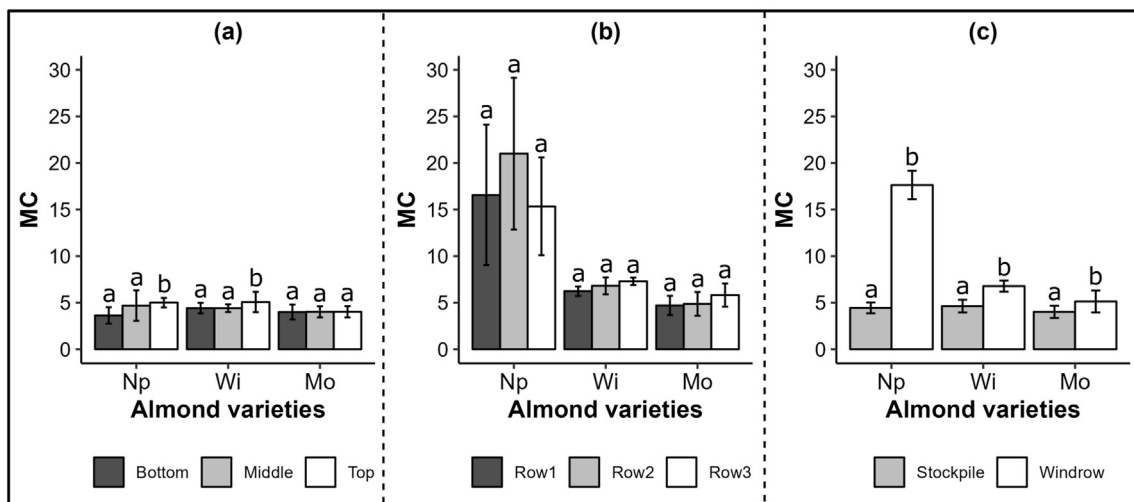 (a)
MC
30
25
20
15
10
5
0
a a b
a a b
a a a
Np Wi Mo
Almond varieties
Bottom Middle Top
(b)
MC
30
25
20
15
10
5
0
a a a
a a a
a a a
Np Wi Mo
Almond varieties
Row1 Row2 Row3
(c)
MC
30
25
20
15
10
5
0
a b
a b
a b
Np Wi Mo
Almond varieties
Stockpile Windrow